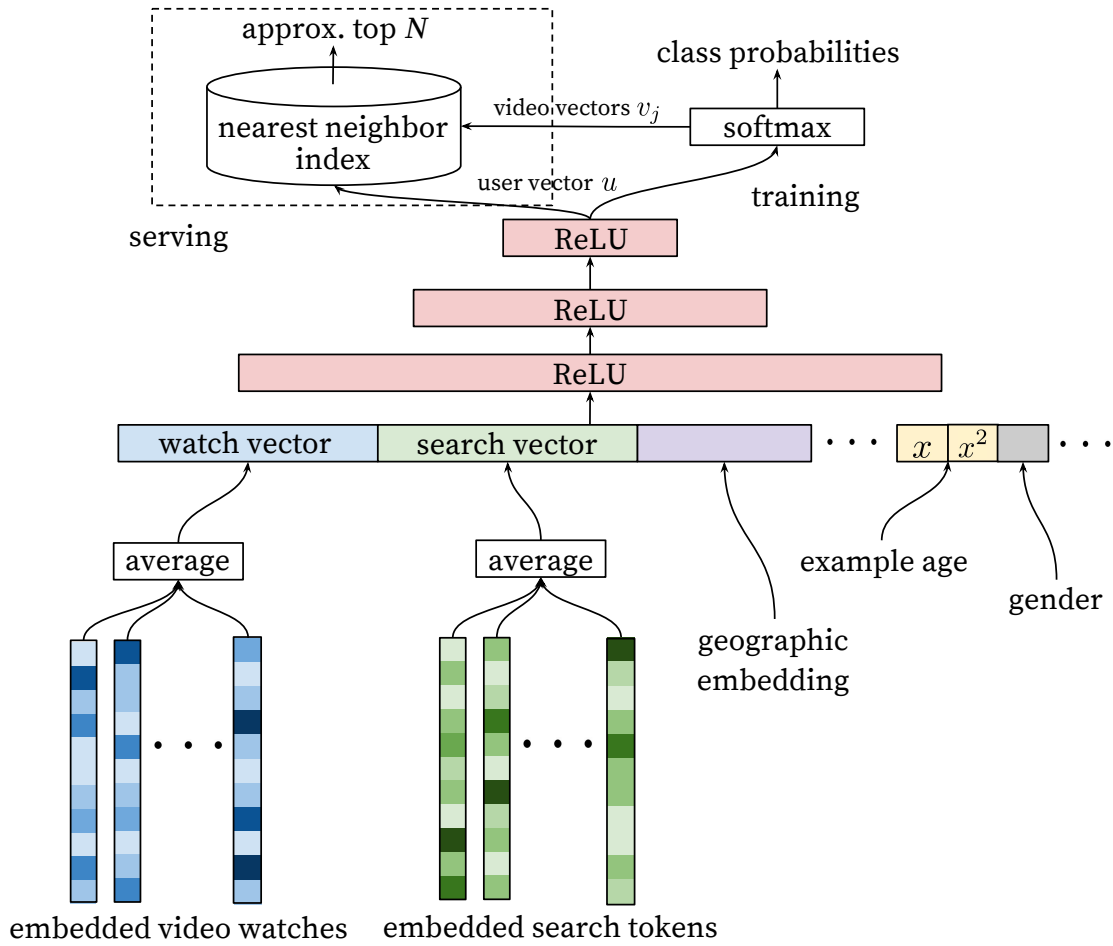 approx. top N
class probabilities
video vectors v_j
nearest neighbor
index
softmax
user vector u
training
serving
ReLU
ReLU
ReLU
watch vector
search vector
. . .
x
x²
. . .
average
average
example age
gender
geographic
embedding
. . .
. . .
embedded video watches
embedded search tokens